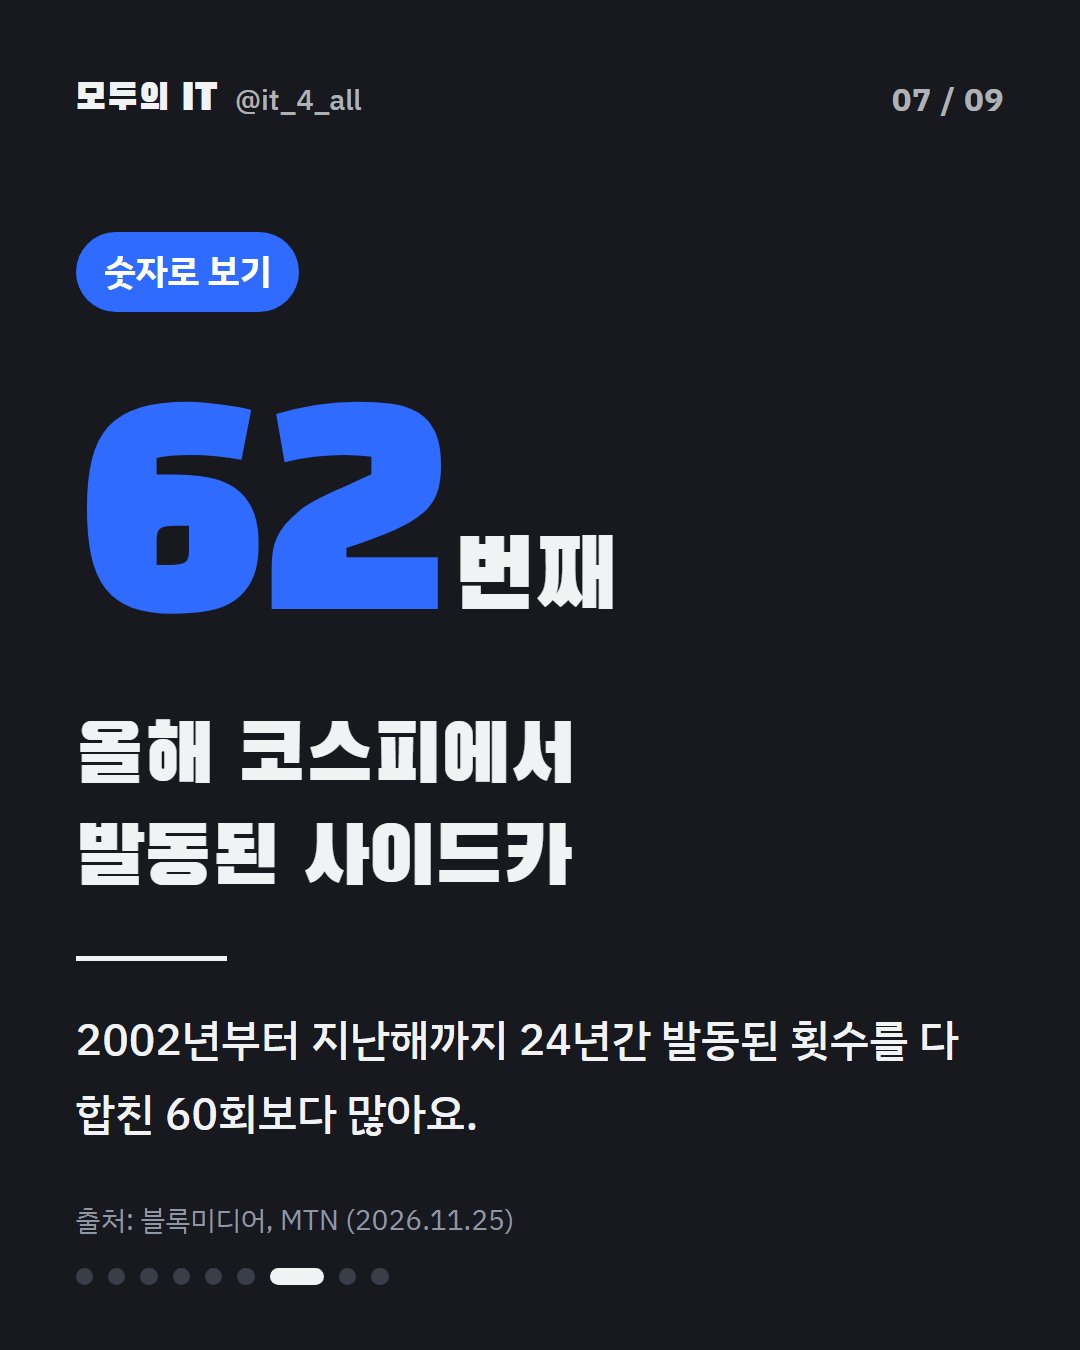 모두의 IT @it_4_all
07 / 09
숫자로 보기
62번째
올해 코스피에서
발동된 사이드카
2002년부터 지난해까지 24년간 발동된 횟수를 다
합친 60회보다 많아요.
출처: 블록미디어, MTN (2026.11.25)